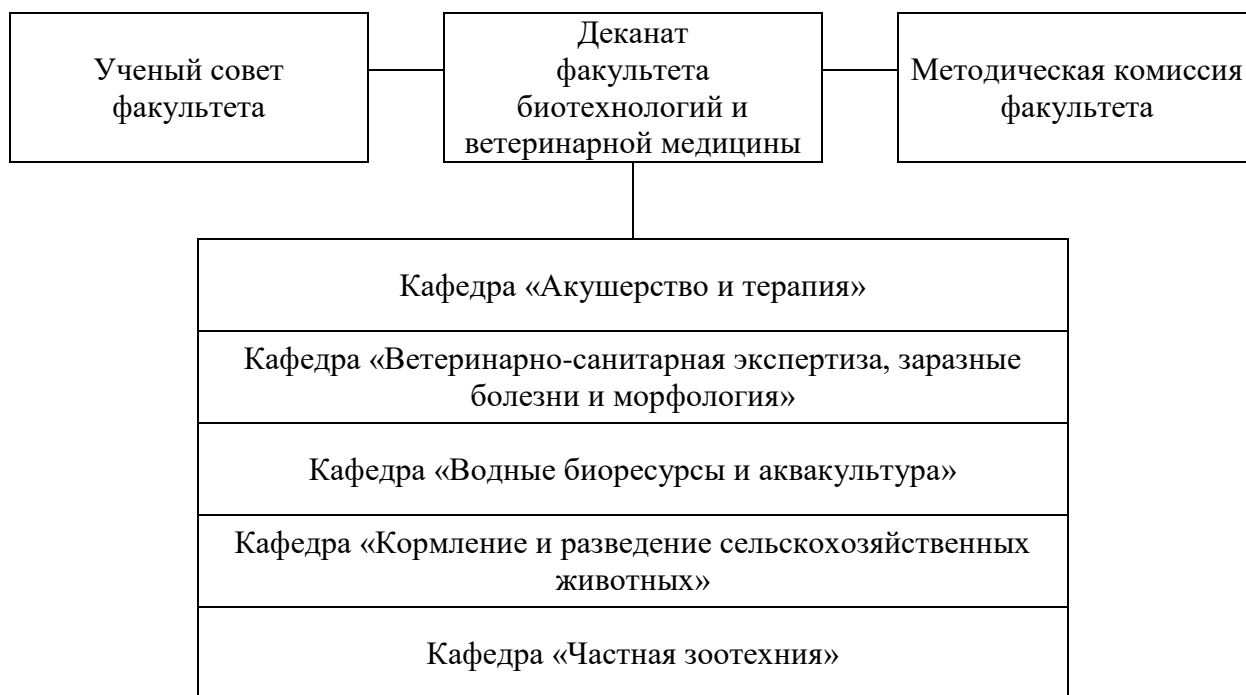 Ученый совет
факультета
Деканат
факультета
биотехнологий и
ветеринарной медицины
Методическая комиссия
факультета
Кафедра «Акушерство и терапия»
Кафедра «Ветеринарно-санитарная экспертиза, заразные
болезни и морфология»
Кафедра «Водные биоресурсы и аквакультура»
Кафедра «Кормление и разведение сельскохозяйственных
животных»
Кафедра «Частная зоотехния»